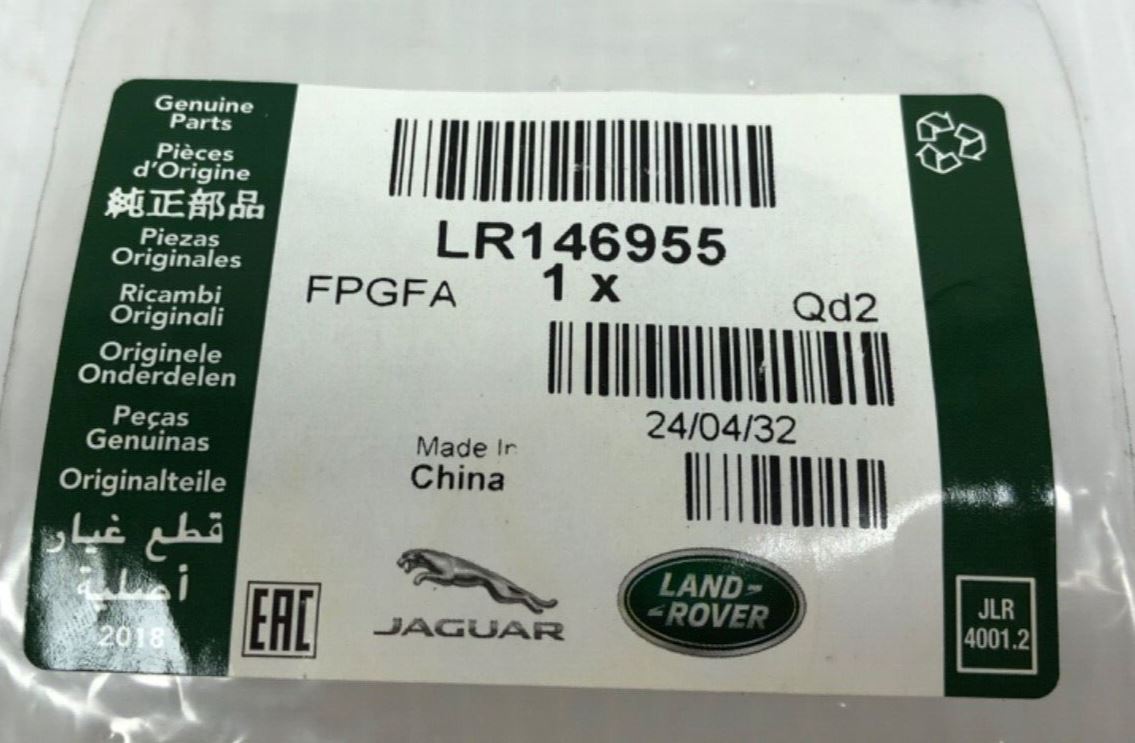 Genuine
Parts
Pièces
d'Origine
純正部品
Piezas
Originales
Ricambi
Originali
Originele
Onderdelen
Peças
Genuinas
Originalteile
قطع غيار
أصلية
2018
LR146955
1 x
FPGFA
Qd2
24/04/32
Made In
China
EAC
JAGUAR
LAND
ROVER
JLR
4001.2